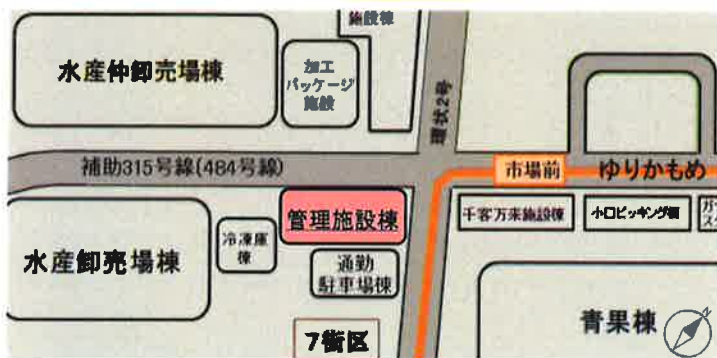 施設棟
水産仲卸売場棟
加工
パッケージ
施設
環状2号
補助315号線(484号線)
市場前
ゆりかもめ
管理施設棟
千客万来施設棟
小口ピッキング棟
水産卸売場棟
冷凍庫
棟
通勤
駐車場棟
青果棟
7街区